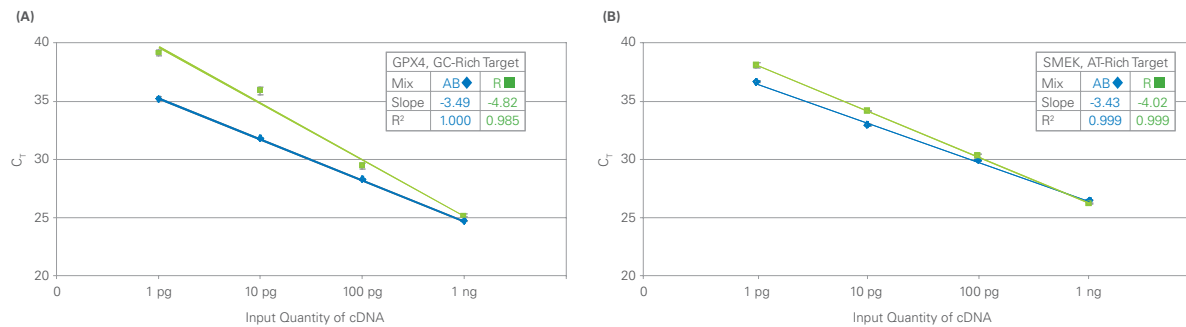 (A)
40
35
30
25
20
C_T
0
1 pg
10 pg
100 pg
1 ng
Input Quantity of cDNA
GPX4, GC-Rich Target
Mix AB◆ R■
Slope -3.49 -4.82
R² 1.000 0.985
(B)
40
35
30
25
20
C_T
0
1 pg
10 pg
100 pg
1 ng
Input Quantity of cDNA
SMEK, AT-Rich Target
Mix AB◆ R■
Slope -3.43 -4.02
R² 0.999 0.999